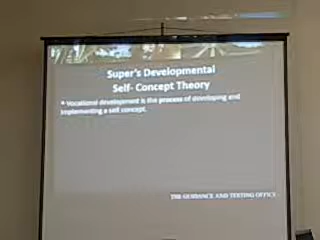 Super's Developmental
Self- Concept Theory
• Vocational development is the process of developing and
implementing a self concept.
THE GUIDANCE AND TESTING OFFICE